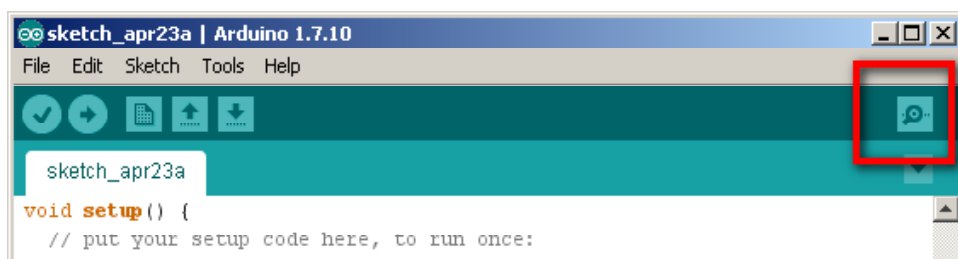 sketch_apr23a | Arduino 1.7.10
File Edit Sketch Tools Help
sketch_apr23a
void setup() {
// put your setup code here, to run once: